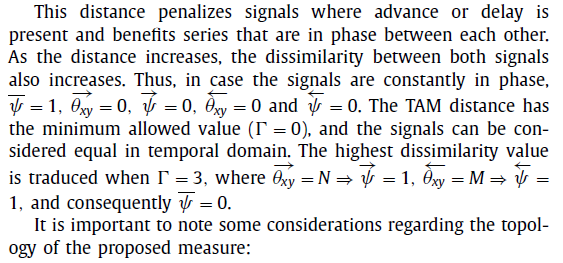 This distance penalizes signals where advance or delay is
present and benefits series that are in phase between each other.
As the distance increases, the dissimilarity between both signals
also increases. Thus, in case the signals are constantly in phase,
$\overline{\psi} = 1$, $\overrightarrow{\theta_{xy}} = 0$, $\overrightarrow{\psi} = 0$, $\overleftarrow{\theta_{xy}} = 0$ and $\overleftarrow{\psi} = 0$. The TAM distance has
the minimum allowed value ($\Gamma = 0$), and the signals can be con-
sidered equal in temporal domain. The highest dissimilarity value
is traduced when $\Gamma = 3$, where $\overrightarrow{\theta_{xy}} = N \Rightarrow \overrightarrow{\psi} = 1$, $\overleftarrow{\theta_{xy}} = M \Rightarrow \overleftarrow{\psi} =$
$1$, and consequently $\overline{\psi} = 0$.
It is important to note some considerations regarding the topol-
ogy of the proposed measure: